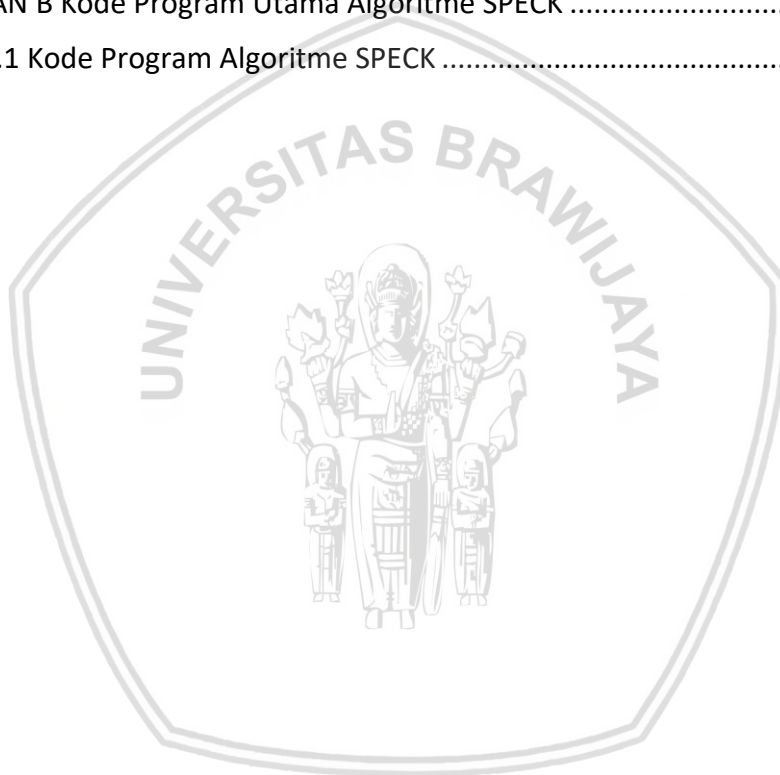 AN B Kode Program Utama Algoritme SPECK ............................
.1 Kode Program Algoritme SPECK ............................................
UNIVERSITAS BRAWIJAYA